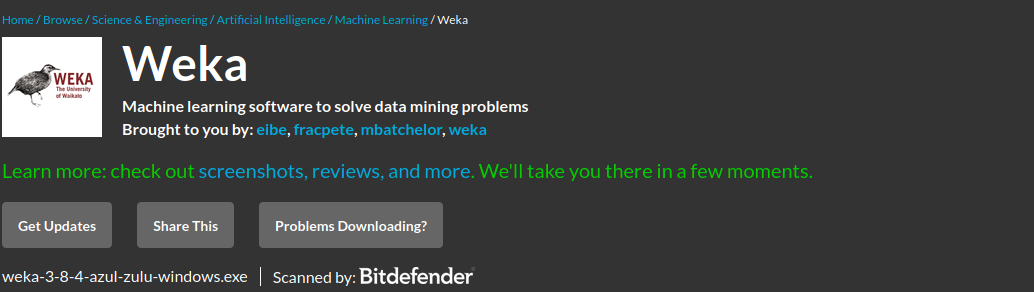 Home / Browse / Science & Engineering / Artificial Intelligence / Machine Learning / Weka
WEKA
The University
of Waikato
Weka
Machine learning software to solve data mining problems
Brought to you by: eibe, fracpete, mbatchelor, weka
Learn more: check out screenshots, reviews, and more. We'll take you there in a few moments.
Get Updates
Share This
Problems Downloading?
weka-3-8-4-azul-zulu-windows.exe
Scanned by: Bitdefender